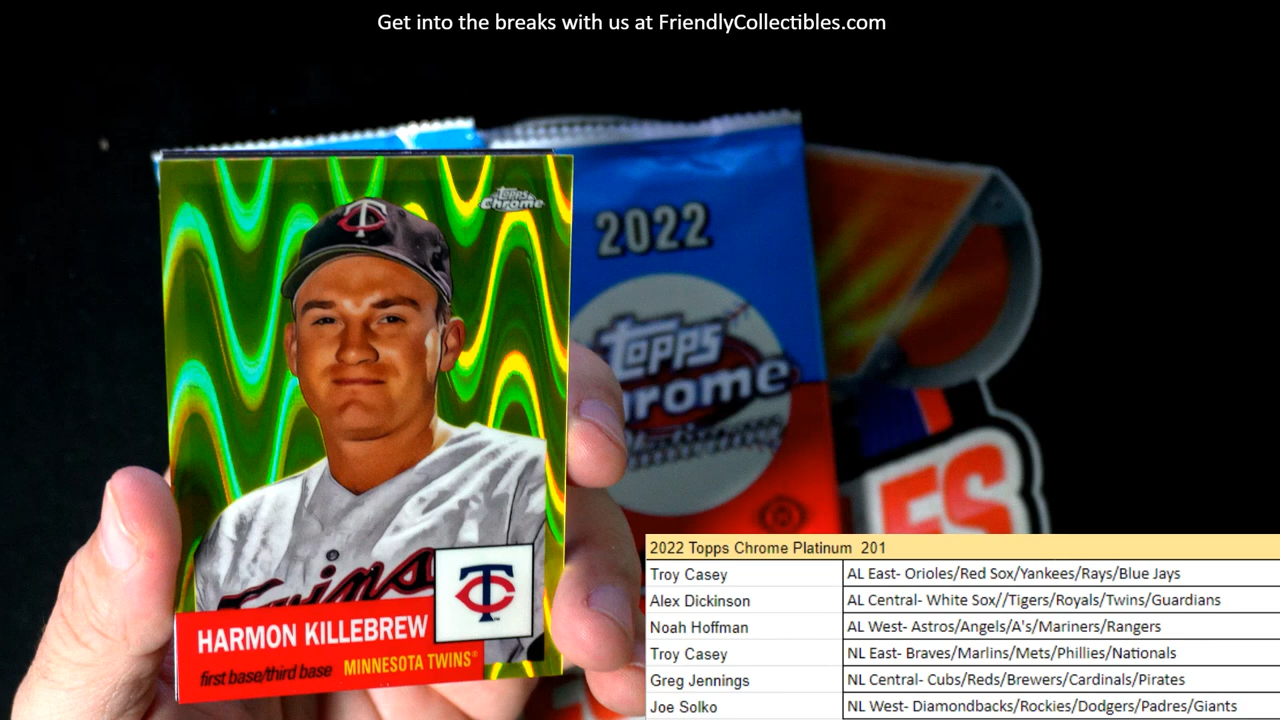 Get into the breaks with us at FriendlyCollectibles.com
Topps
Chrome
TC
2022
Topps
Chrome
ES
Twins
HARMON KILLEBREW
first base/third base MINNESOTA TWINS®
TC
2022 Topps Chrome Platinum 201
Troy Casey AL East- Orioles/Red Sox/Yankees/Rays/Blue Jays
Alex Dickinson AL Central- White Sox//Tigers/Royals/Twins/Guardians
Noah Hoffman AL West- Astros/Angels/A's/Mariners/Rangers
Troy Casey NL East- Braves/Marlins/Mets/Phillies/Nationals
Greg Jennings NL Central- Cubs/Reds/Brewers/Cardinals/Pirates
Joe Solko NL West- Diamondbacks/Rockies/Dodgers/Padres/Giants